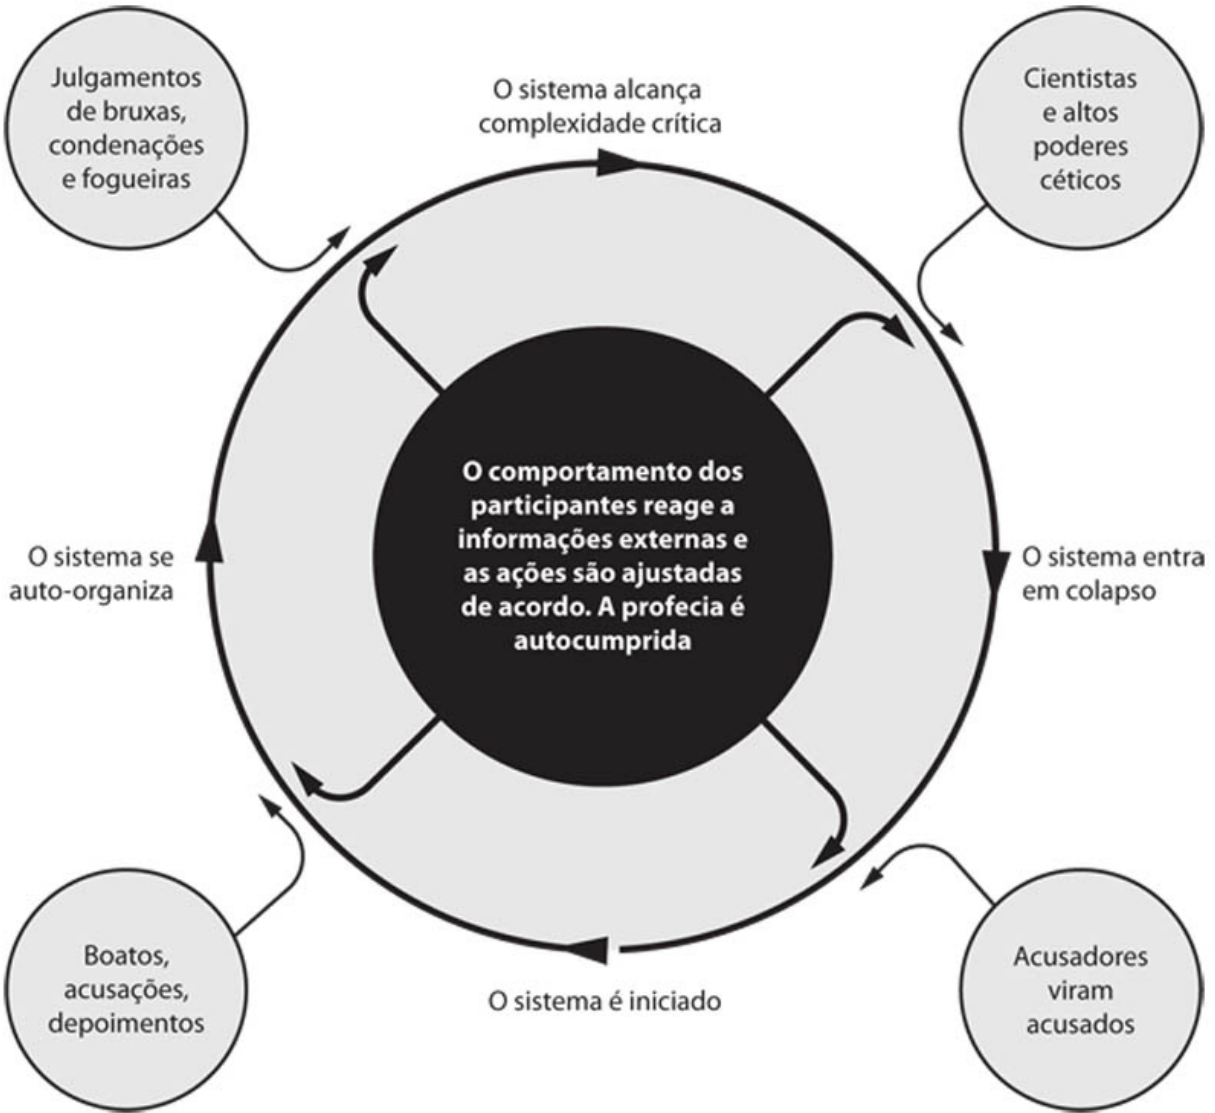 Julgamentos
de bruxas,
condenações
e fogueiras
O sistema alcança
complexidade crítica
Cientistas
e altos
poderes
céticos
O comportamento dos
participantes reage a
informações externas e
as ações são ajustadas
de acordo. A profecia é
autocumprida
O sistema se
auto-organiza
O sistema entra
em colapso
Boatos,
acusações,
depoimentos
O sistema é iniciado
Acusadores
viram
acusados